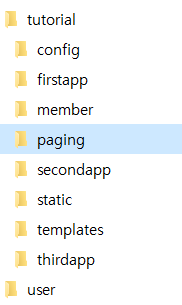 tutorial
config
firstapp
member
paging
secondapp
static
templates
thirdapp
user